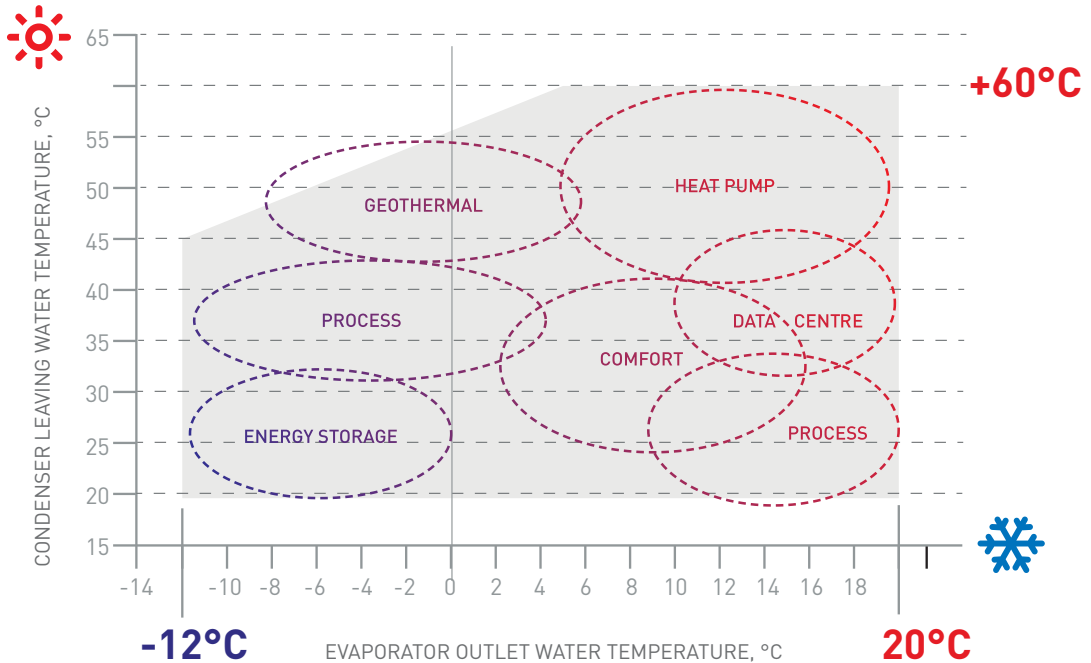 65
+60°C
55
50
45
40
35
30
25
20
15
CONDENSER LEAVING WATER TEMPERATURE, °C
HEAT PUMP
GEOTHERMAL
PROCESS
DATA CENTRE
COMFORT
ENERGY STORAGE
PROCESS
-14 -10 -8 -6 -4 -2 0 2 4 6 8 10 12 14 16 18
-12°C
20°C
EVAPORATOR OUTLET WATER TEMPERATURE, °C